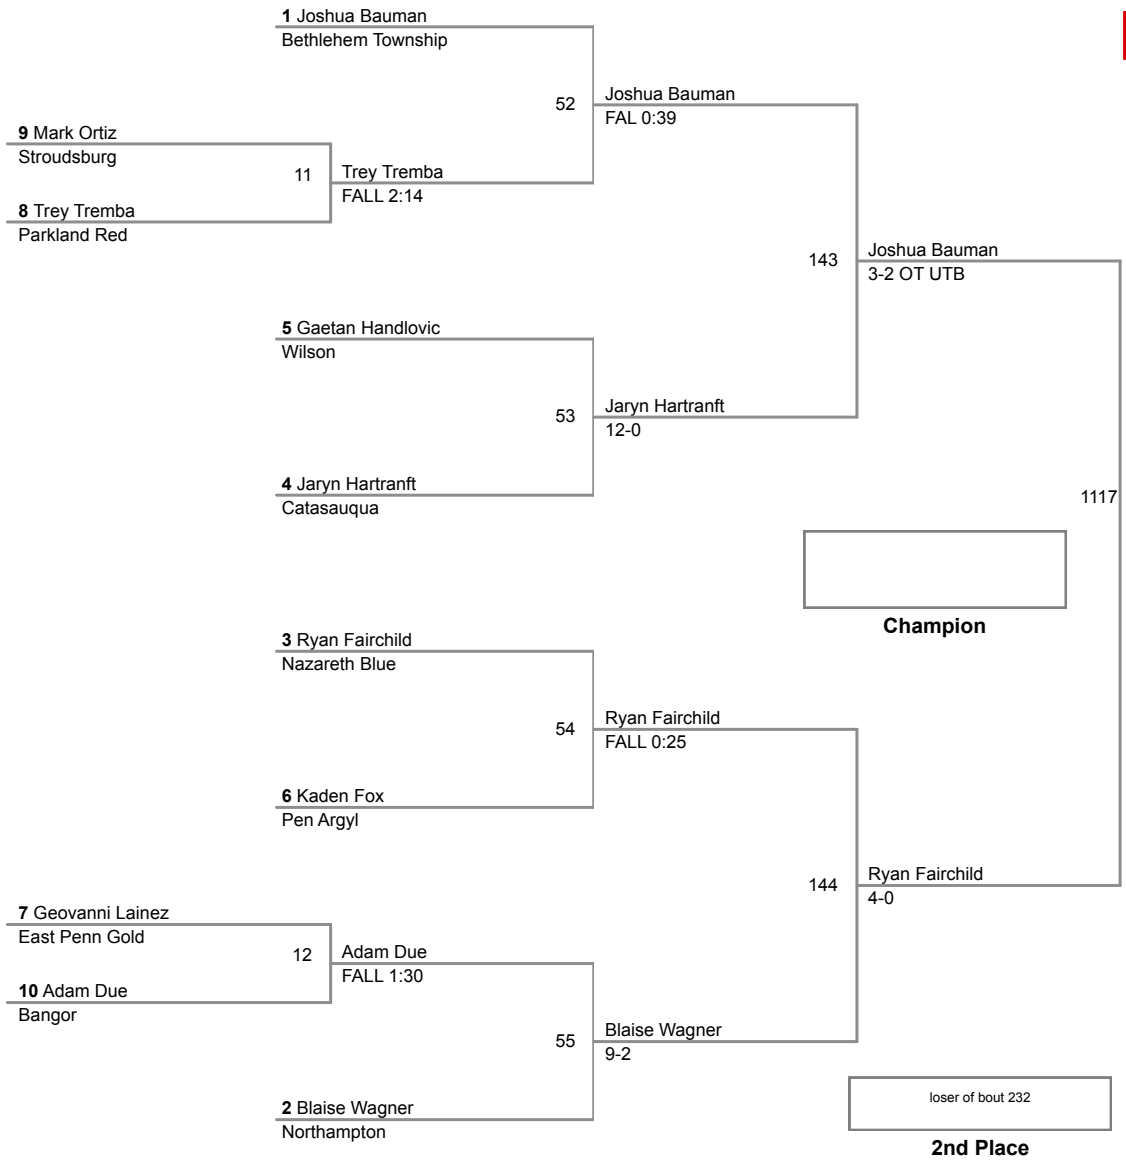 1 Joshua Bauman
Bethlehem Township
52
Joshua Bauman
FAL 0:39
9 Mark Ortiz
Stroudsburg
11
Trey Tremba
FALL 2:14
8 Trey Tremba
Parkland Red
143
Joshua Bauman
3-2 OT UTB
5 Gaetan Handlovic
Wilson
53
Jaryn Hartranft
12-0
4 Jaryn Hartranft
Catasauqua
1117
Champion
3 Ryan Fairchild
Nazareth Blue
54
Ryan Fairchild
FALL 0:25
6 Kaden Fox
Pen Argyl
144
Ryan Fairchild
4-0
7 Geovanni Lainez
East Penn Gold
12
Adam Due
FALL 1:30
10 Adam Due
Bangor
55
Blaise Wagner
9-2
2 Blaise Wagner
Northampton
loser of bout 232
2nd Place